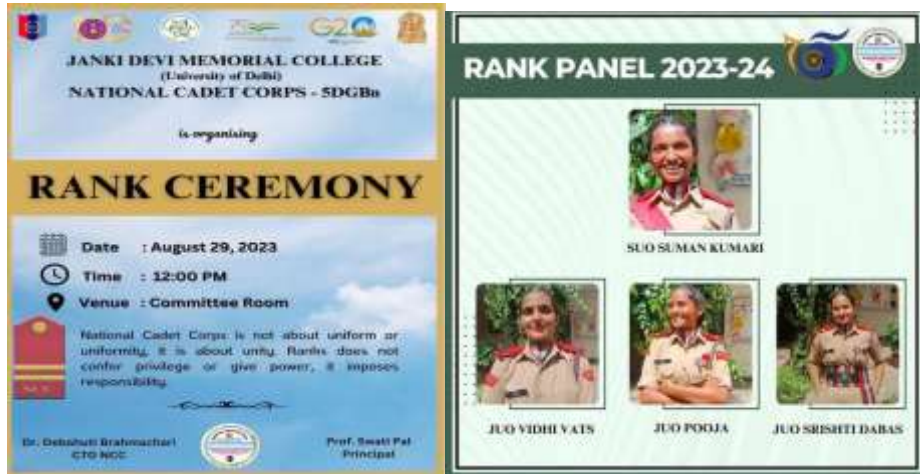 JANKI DEVI MEMORIAL COLLEGE
(University of Delhi)
NATIONAL CADET CORPS - 5DGBn
is organising
RANK CEREMONY
Date : August 29, 2023
Time : 12:00 PM
Venue : Committee Room
National Cadet Corps is not about uniform or
uniformity. It is about unity. Ranks does not
confer privilege or give power, it imposes
responsibility.
Dr. Debahuti Brahmachari
CTO NCC
Prof. Swati Pal
Principal
G20
RANK PANEL 2023-24
SUO SUMAN KUMARI
JUO VIDHI VATS
JUO POOJA
JUO SRISHTI DABAS